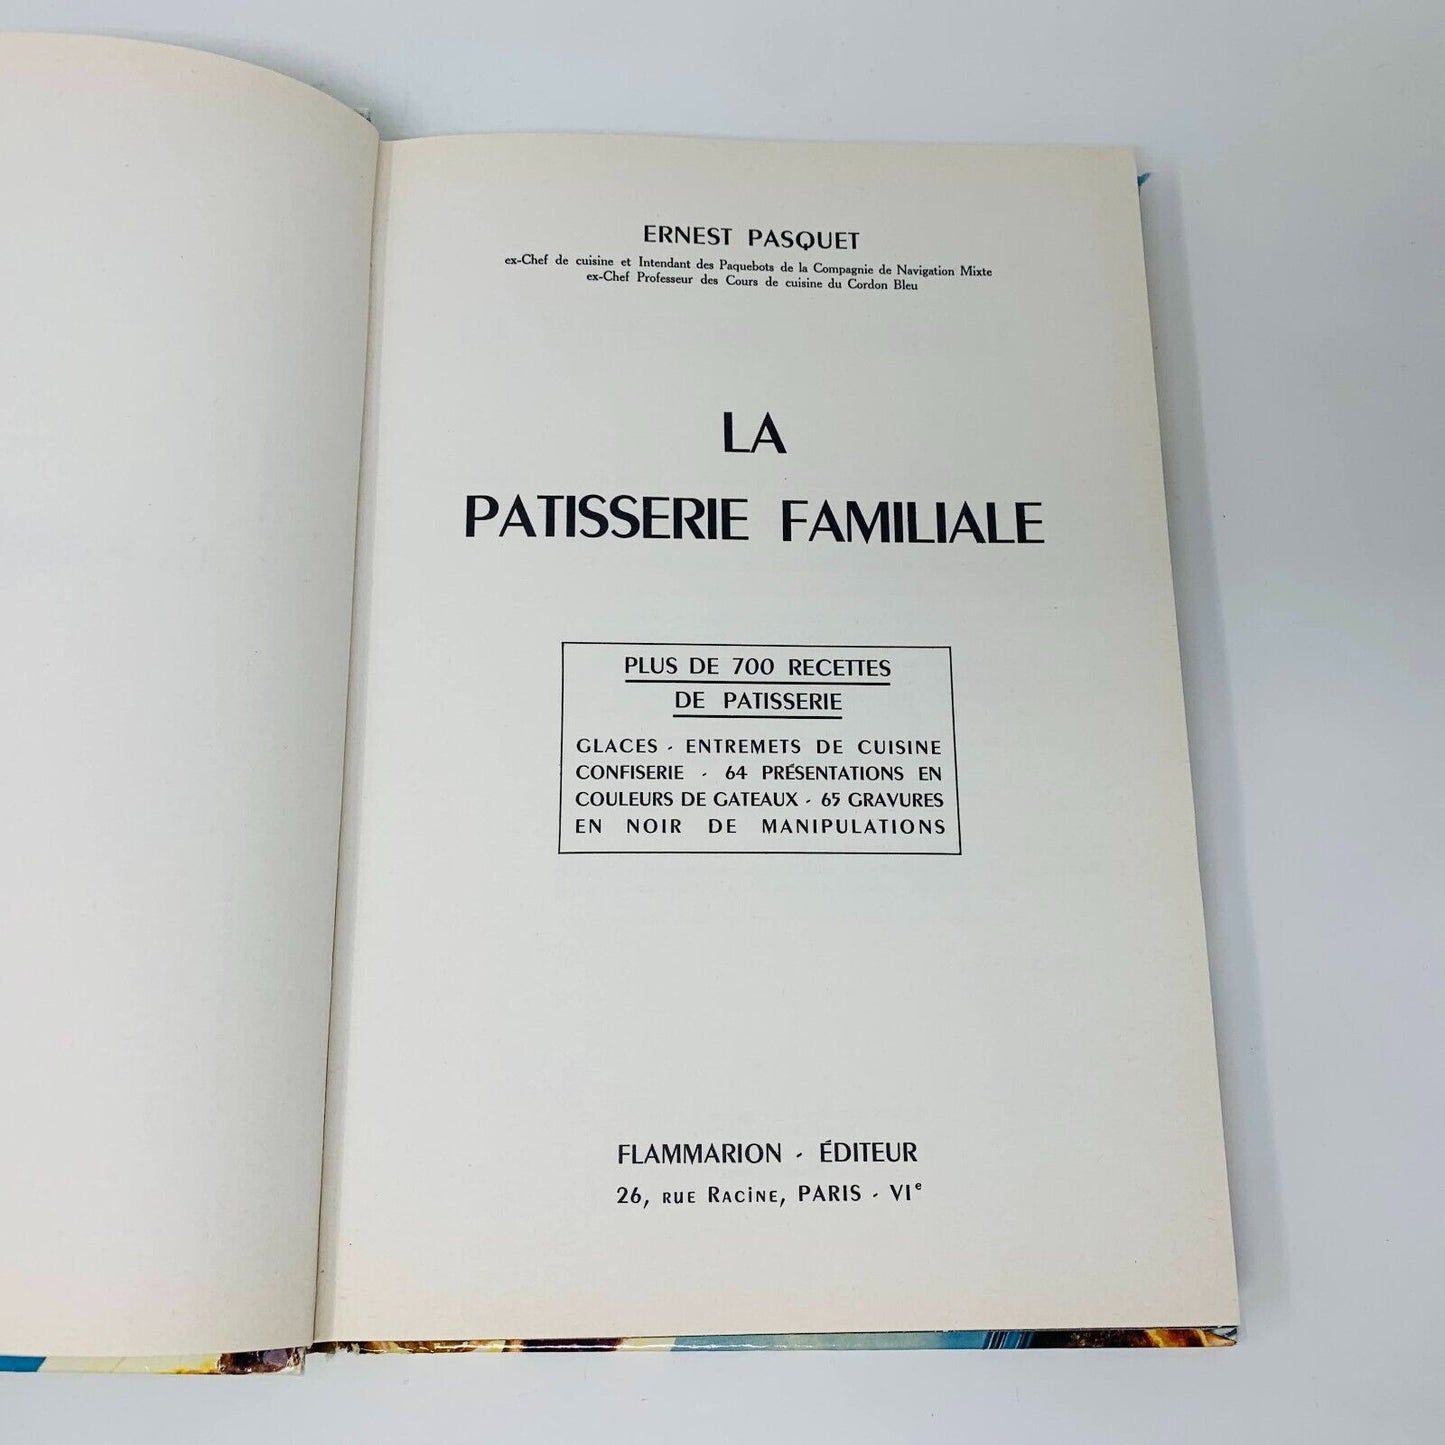 ERNEST PASQUET
ex-Chef de cuisine et Intendant des Paquebots de la Compagnie de Navigation Mixte
ex-Chef Professeur des Cours de cuisine du Cordon Bleu
LA
PATISSERIE FAMILIALE
PLUS DE 700 RECETTES
DE PATISSERIE
GLACES - ENTREMETS DE CUISINE
CONFISERIE - 64 PRÉSENTATIONS EN
COULEURS DE GATEAUX - 65 GRAVURES
EN NOIR DE MANIPULATIONS
FLAMMARION - ÉDITEUR
26, RUE RACINE, PARIS - VIe